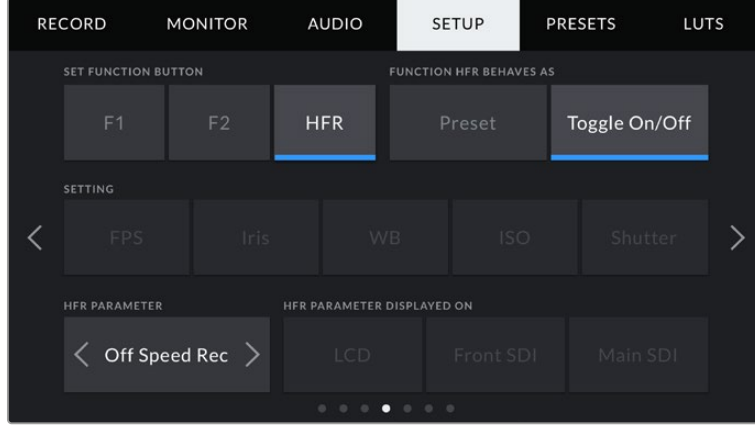 RECORD MONITOR AUDIO SETUP PRESETS LUTS
SET FUNCTION BUTTON FUNCTION HFR BEHAVES AS
F1 F2 HFR Preset Toggle On/Off
SETTING
FPS Iris WB ISO Shutter
HFR PARAMETER HFR PARAMETER DISPLAYED ON
Off Speed Rec LCD Front SDI Main SDI